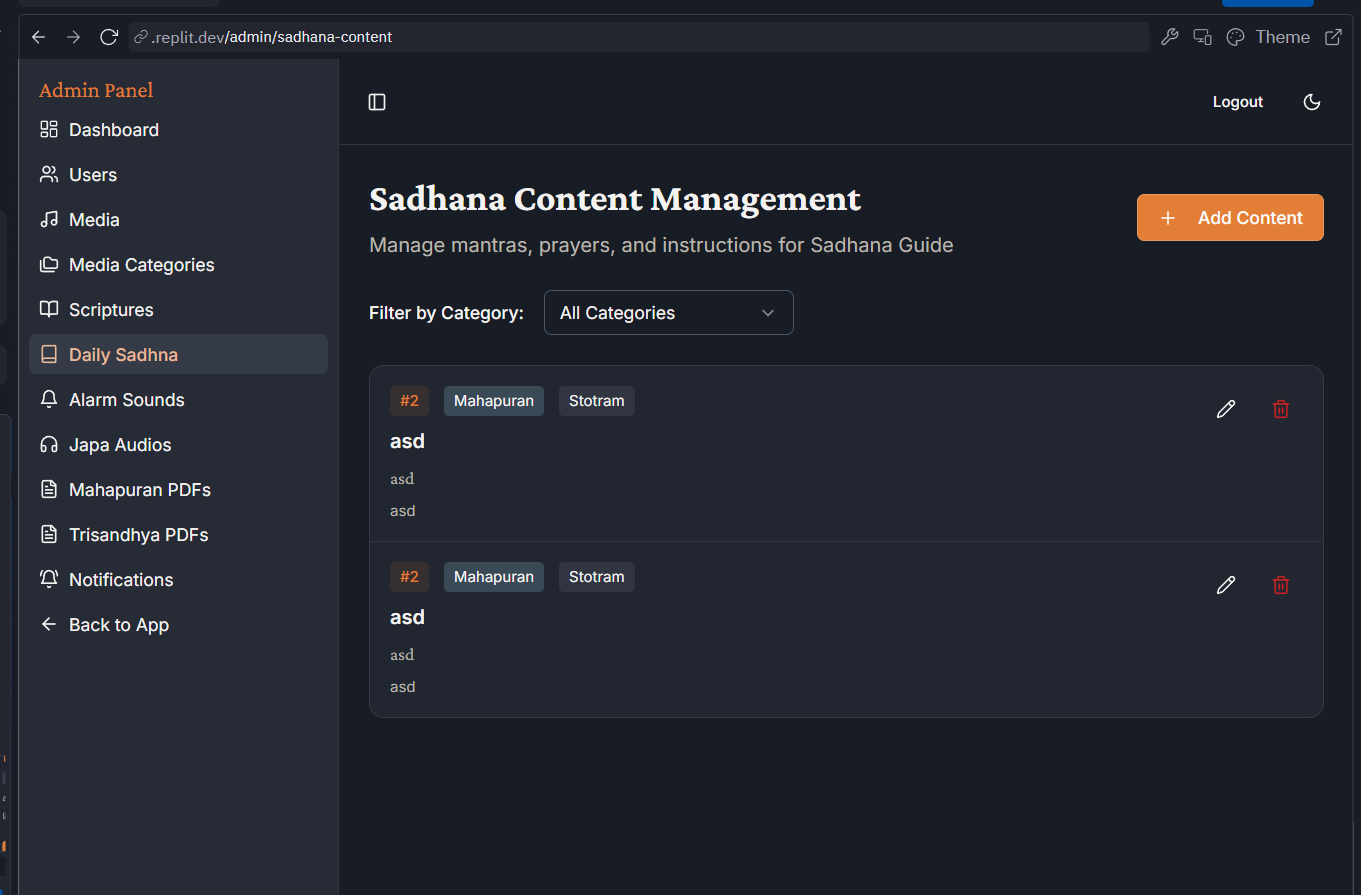 .replit.dev/admin/sadhana-content
Theme
Admin Panel
Dashboard
Users
Media
Media Categories
Scriptures
Daily Sadhna
Alarm Sounds
Japa Audios
Mahapuran PDFs
Trisandhya PDFs
Notifications
Back to App
Logout
Sadhana Content Management
Manage mantras, prayers, and instructions for Sadhana Guide
Add Content
Filter by Category:
All Categories
#2 Mahapuran Stotram
asd
asd
asd
#2 Mahapuran Stotram
asd
asd
asd